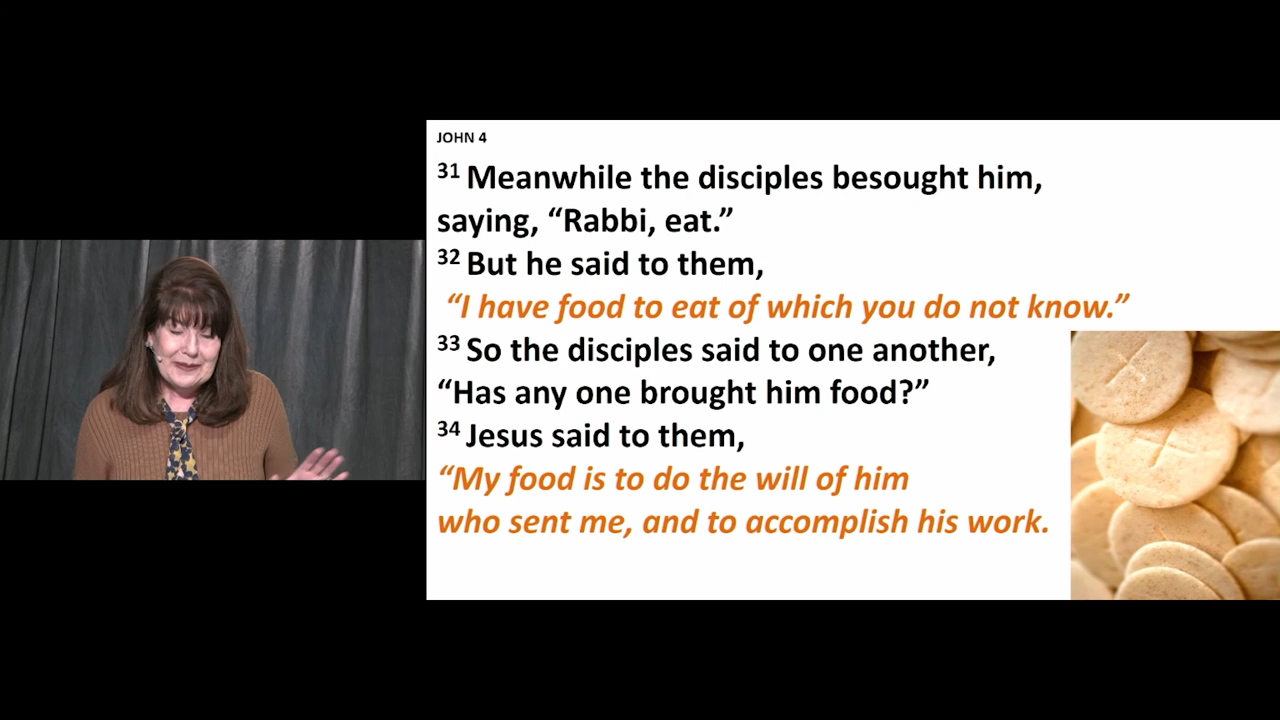 JOHN 4
31 Meanwhile the disciples besought him,
saying, “Rabbi, eat.”
32 But he said to them,
“I have food to eat of which you do not know.”
33 So the disciples said to one another,
“Has any one brought him food?”
34 Jesus said to them,
“My food is to do the will of him
who sent me, and to accomplish his work.